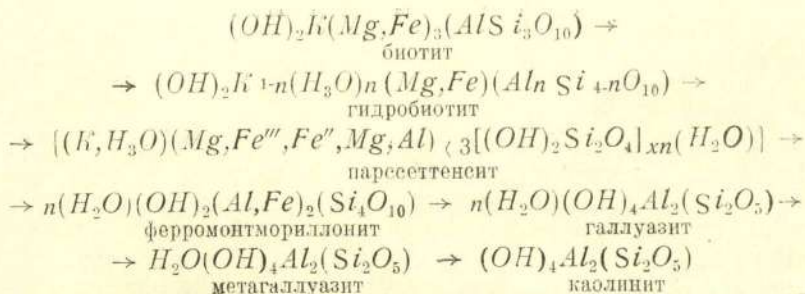 (OH)₂K(Mg,Fe)₃(AlSi₃O₁₀) →
биотит
→ (OH)₂K₁₋ₙ(H₃O)n (Mg,Fe)(Aln Si₄₋ₙO₁₀) →
гидробиотит
→ {(K,H₃O)(Mg,Fe''',Fe'',Mg,Al)⟨3[(OH)₂Si₂O₄]xn(H₂O)} →
парсеттенсит
→ n(H₂O)(OH)₂(Al,Fe)₂(Si₄O₁₀) → n(H₂O)(OH)₄Al₂(Si₂O₅) →
ферромонтмориллонит галлуазит
→ H₂O(OH)₄Al₂(Si₂O₅) → (OH)₄Al₂(Si₂O₅)
метагаллуазит каолинит